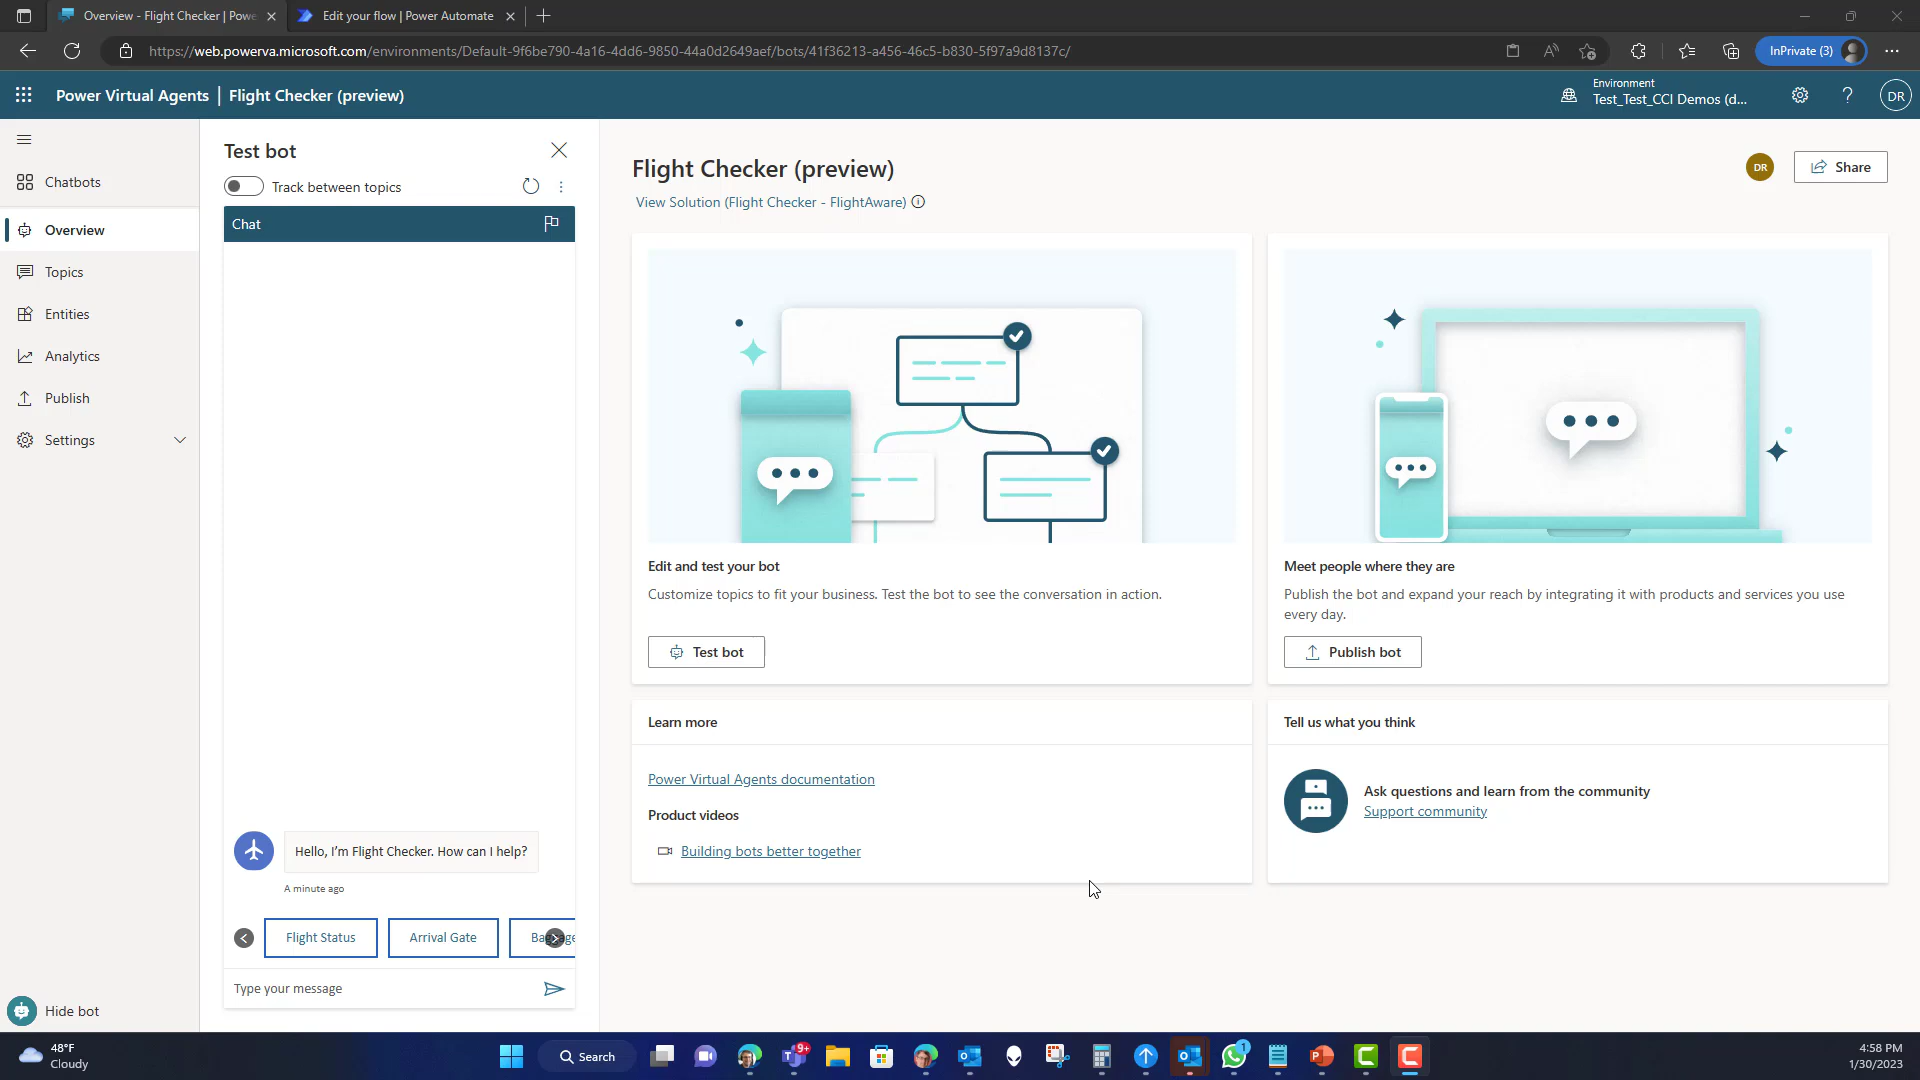 Overview - Flight Checker | Powe
Edit your flow | Power Automate
https://web.powerva.microsoft.com/environments/Default-9f6be790-4a16-4dd6-9850-44a0d2649aef/bots/41f36213-a456-46c5-b830-5f97a9d8137c/
InPrivate (3)
Power Virtual Agents | Flight Checker (preview)
Environment
Test_Test_CCI Demos (d...
DR
Chatbots
Overview
Topics
Entities
Analytics
Publish
Settings
Hide bot
Test bot
Track between topics
Chat
Hello, I'm Flight Checker. How can I help?
A minute ago
Flight Status
Arrival Gate
Baggage
Type your message
Flight Checker (preview)
DR
Share
View Solution (Flight Checker - FlightAware)
Edit and test your bot
Customize topics to fit your business. Test the bot to see the conversation in action.
Test bot
Meet people where they are
Publish the bot and expand your reach by integrating it with products and services you use
every day.
Publish bot
Learn more
Power Virtual Agents documentation
Product videos
Building bots better together
Tell us what you think
Ask questions and learn from the community
Support community
48°F
Cloudy
Search
9+
1
4:58 PM
1/30/2023